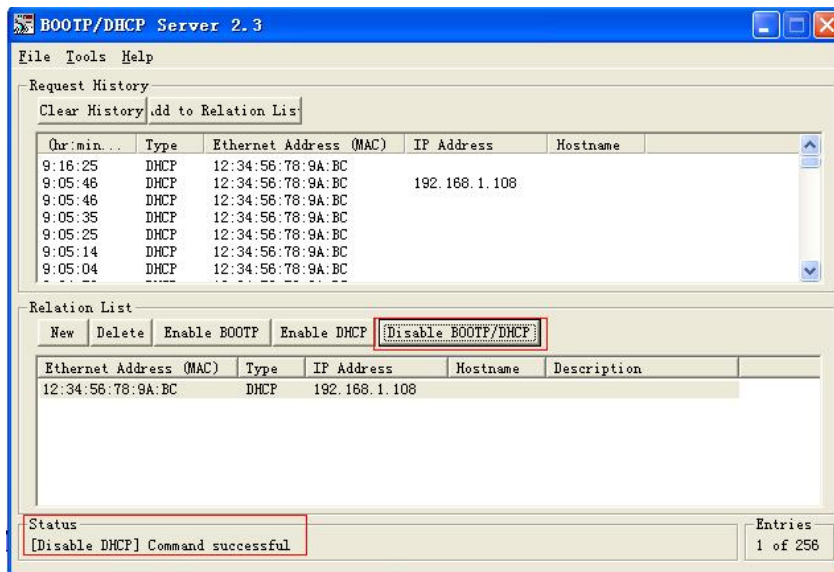 BOOTP/DHCP Server 2.3
File Tools Help
Request History
Clear History dd to Relation Lis
(hr:min... Type Ethernet Address (MAC) IP Address Hostname
9:16:25 DHCP 12:34:56:78:9A:BC
9:05:46 DHCP 12:34:56:78:9A:BC 192.168.1.108
9:05:46 DHCP 12:34:56:78:9A:BC
9:05:35 DHCP 12:34:56:78:9A:BC
9:05:25 DHCP 12:34:56:78:9A:BC
9:05:14 DHCP 12:34:56:78:9A:BC
9:05:04 DHCP 12:34:56:78:9A:BC
Relation List
New Delete Enable BOOTP Enable DHCP Disable BOOTP/DHCP
Ethernet Address (MAC) Type IP Address Hostname Description
12:34:56:78:9A:BC DHCP 192.168.1.108
Status Entries
[Disable DHCP] Command successful 1 of 256